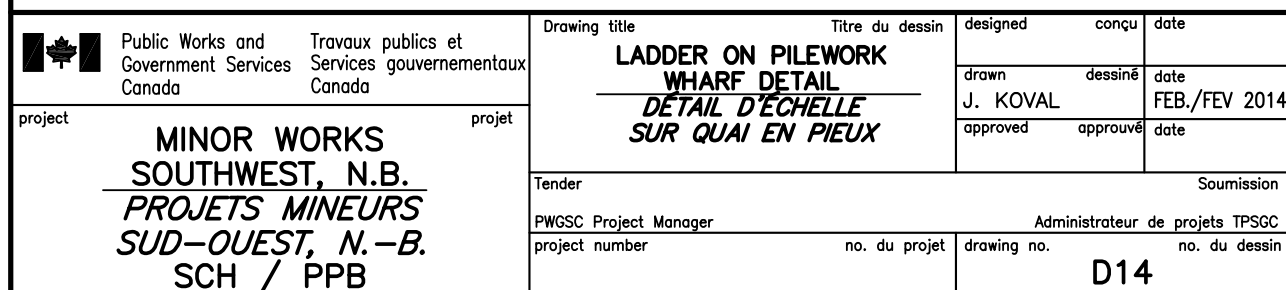 Public Works and
Government Services
Canada
Travaux publics et
Services gouvernementaux
Canada
project projet
MINOR WORKS
SOUTHWEST, N.B.
PROJETS MINEURS
SUD-OUEST, N.-B.
SCH / PPB
Drawing title Titre du dessin
LADDER ON PILEWORK
WHARF DETAIL
DÉTAIL D'ÉCHELLE
SUR QUAI EN PIEUX
designed conçu date
drawn dessiné date
J. KOVAL FEB./FEV 2014
approved approuvé date
Tender Soumission
PWGSC Project Manager Administrateur de projets TPSGC
project number no. du projet
drawing no. no. du dessin
D14